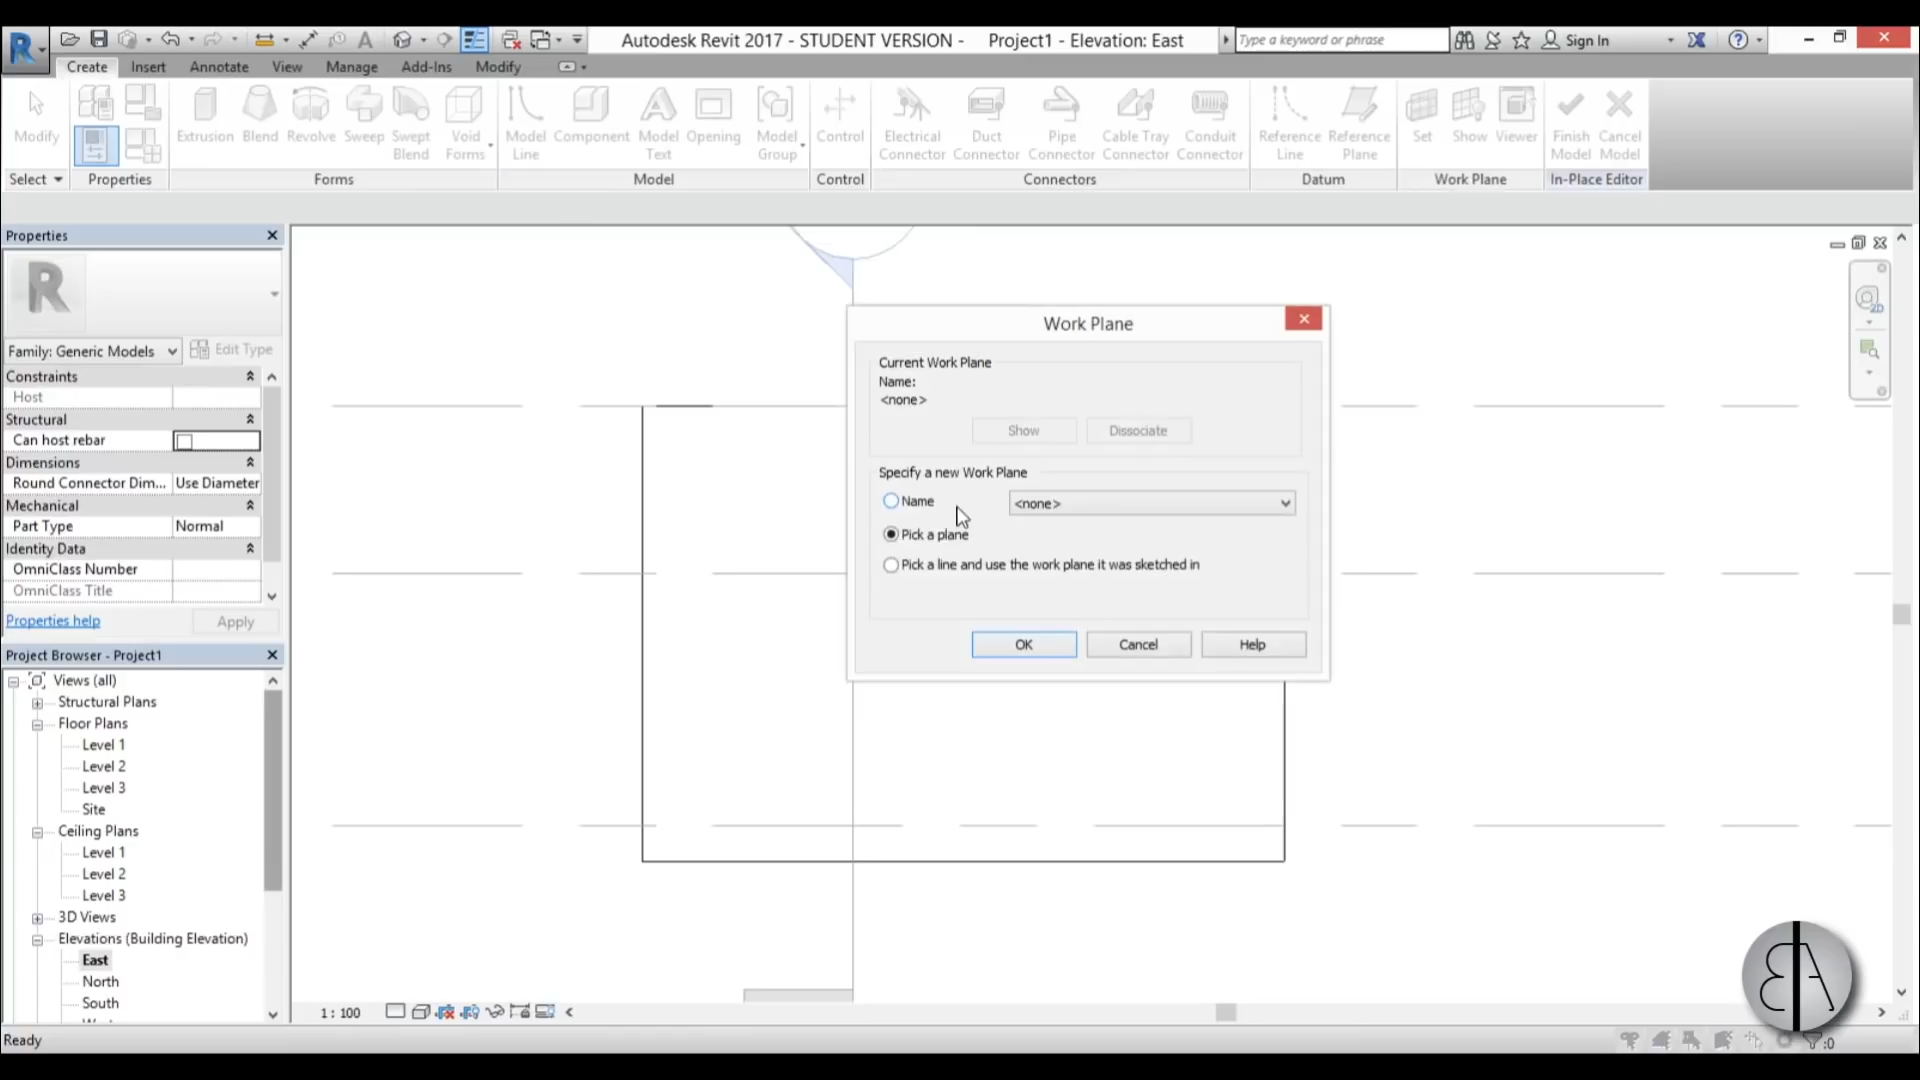 Autodesk Revit 2017 - STUDENT VERSION - Project1 - Elevation: East
Type a keyword or phrase
Sign In
Create Insert Annotate View Manage Add-Ins Modify
Modify
Extrusion Blend Revolve Sweep Swept Blend Void Forms
Model Line Component Model Text Opening Model Group
Control
Electrical Connector Duct Connector Pipe Connector Cable Tray Connector Conduit Connector
Reference Line Reference Plane
Set Show Viewer
Finish Model Cancel Model
Select Properties Forms Model Control Connectors Datum Work Plane In-Place Editor
Properties
R
Family: Generic Models Edit Type
Constraints
Host
Structural
Can host rebar
Dimensions
Round Connector Dim... Use Diameter
Mechanical
Part Type Normal
Identity Data
OmniClass Number
OmniClass Title
Properties help Apply
Project Browser - Project1
Views (all)
Structural Plans
Floor Plans
Level 1
Level 2
Level 3
Site
Ceiling Plans
Level 1
Level 2
Level 3
3D Views
Elevations (Building Elevation)
East
North
South
Work Plane
Current Work Plane
Name:
<none>
Show Dissociate
Specify a new Work Plane
Name <none>
Pick a plane
Pick a line and use the work plane it was sketched in
OK Cancel Help
2D
1 : 100
Ready
:0